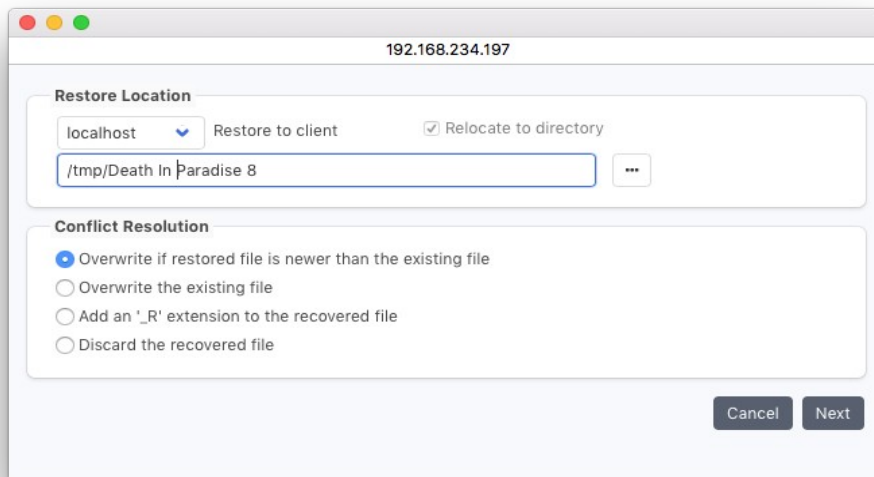 192.168.234.197
Restore Location
localhost Restore to client Relocate to directory
/tmp/Death In Paradise 8 ...
Conflict Resolution
Overwrite if restored file is newer than the existing file
Overwrite the existing file
Add an '_R' extension to the recovered file
Discard the recovered file
Cancel Next